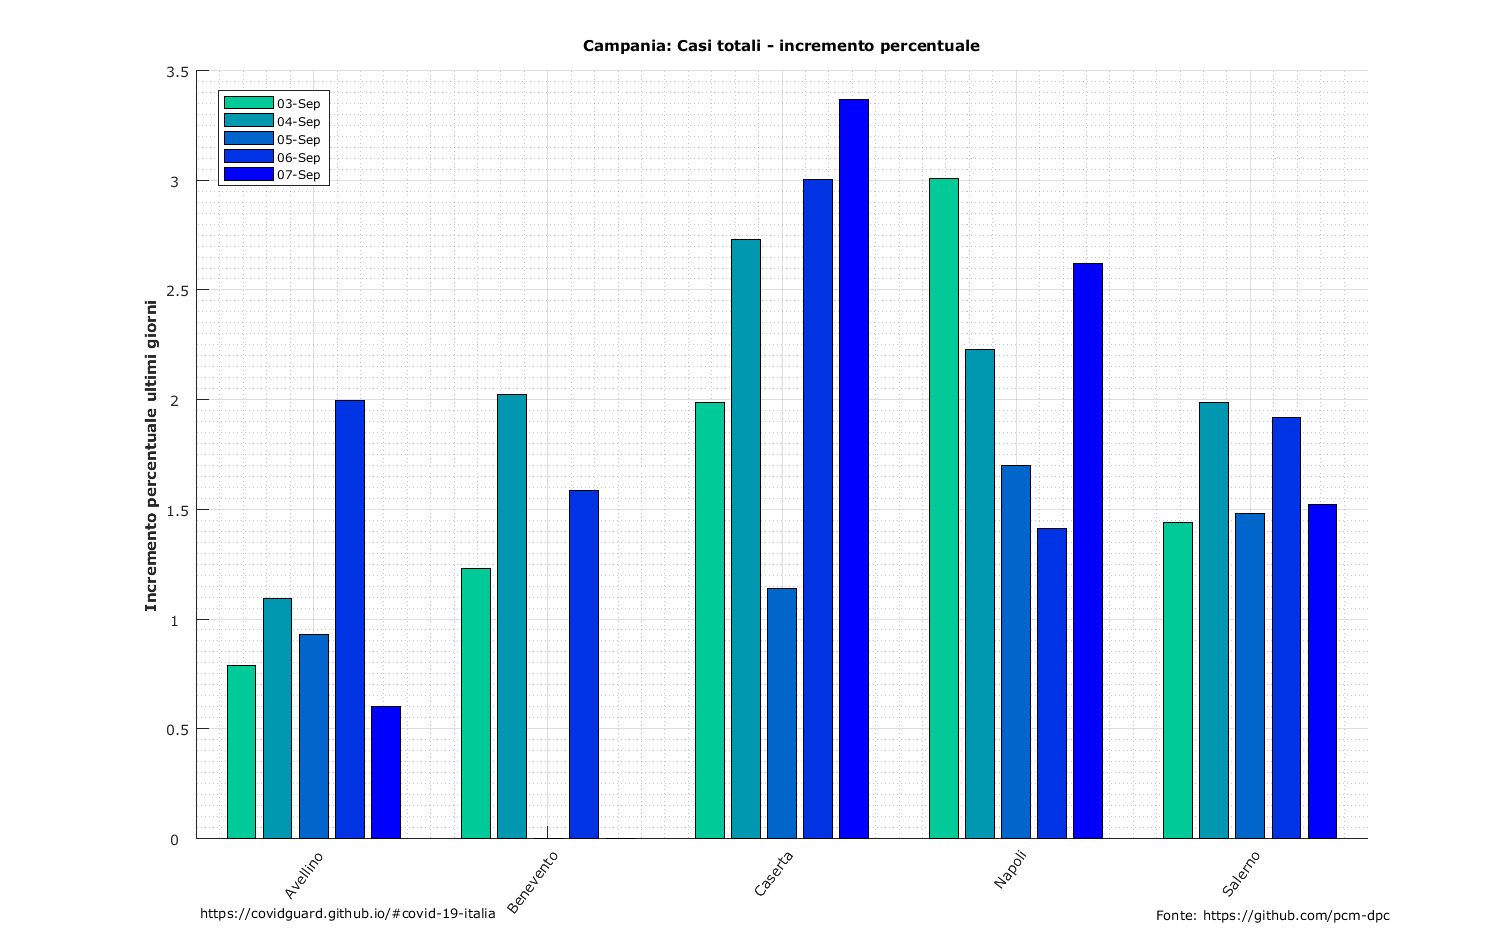 Campania: Casi totali - incremento percentuale
3.5
3
2.5
2
1.5
1
0.5
0
Incremento percentuale ultimi giorni
03-Sep
04-Sep
05-Sep
06-Sep
07-Sep
Avellino
Benevento
Caserta
Napoli
Salerno
https://covidguard.github.io/#covid-19-italia
Fonte: https://github.com/pcm-dpc